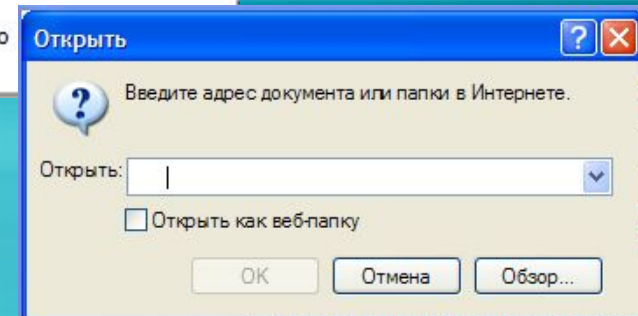 о
Открыть
Введите адрес документа или папки в Интернете.
Открыть:
Открыть как веб-папку
OK Отмена Обзор...